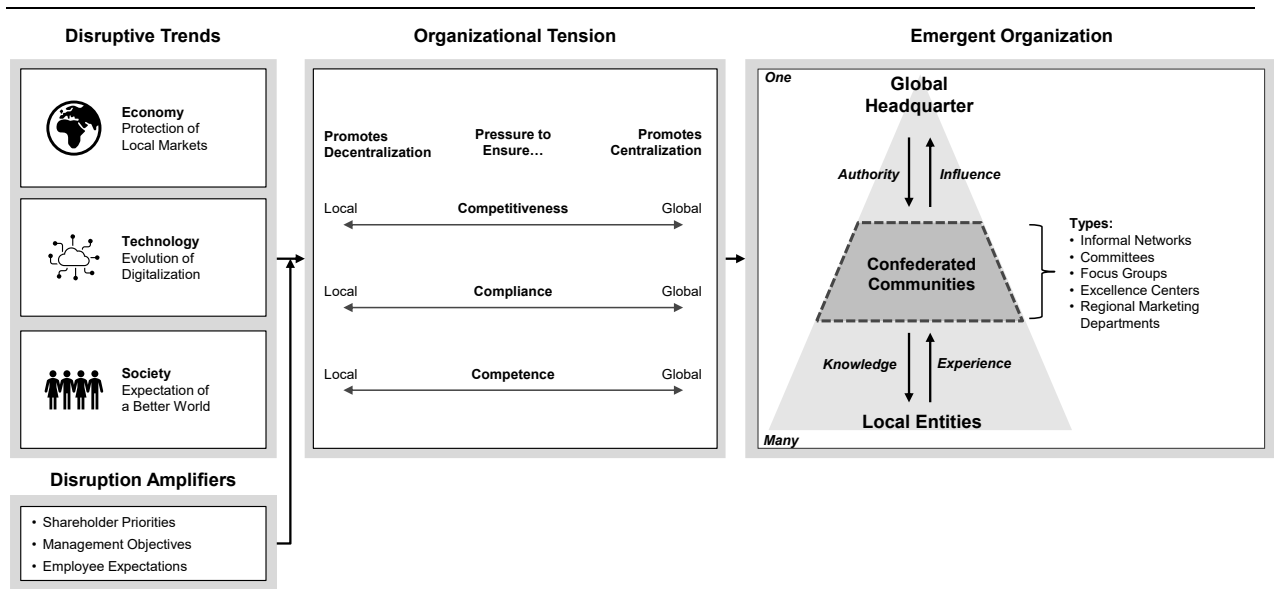 Disruptive Trends
Economy
Protection of
Local Markets
Technology
Evolution of
Digitalization
Society
Expectation of
a Better World
Disruption Amplifiers
• Shareholder Priorities
• Management Objectives
• Employee Expectations
Organizational Tension
Promotes
Decentralization
Pressure to
Ensure…
Promotes
Centralization
Local Competitiveness Global
Local Compliance Global
Local Competence Global
Emergent Organization
One
Global
Headquarter
Authority Influence
Confederated
Communities
Types:
• Informal Networks
• Committees
• Focus Groups
• Excellence Centers
• Regional Marketing
Departments
Knowledge Experience
Local Entities
Many